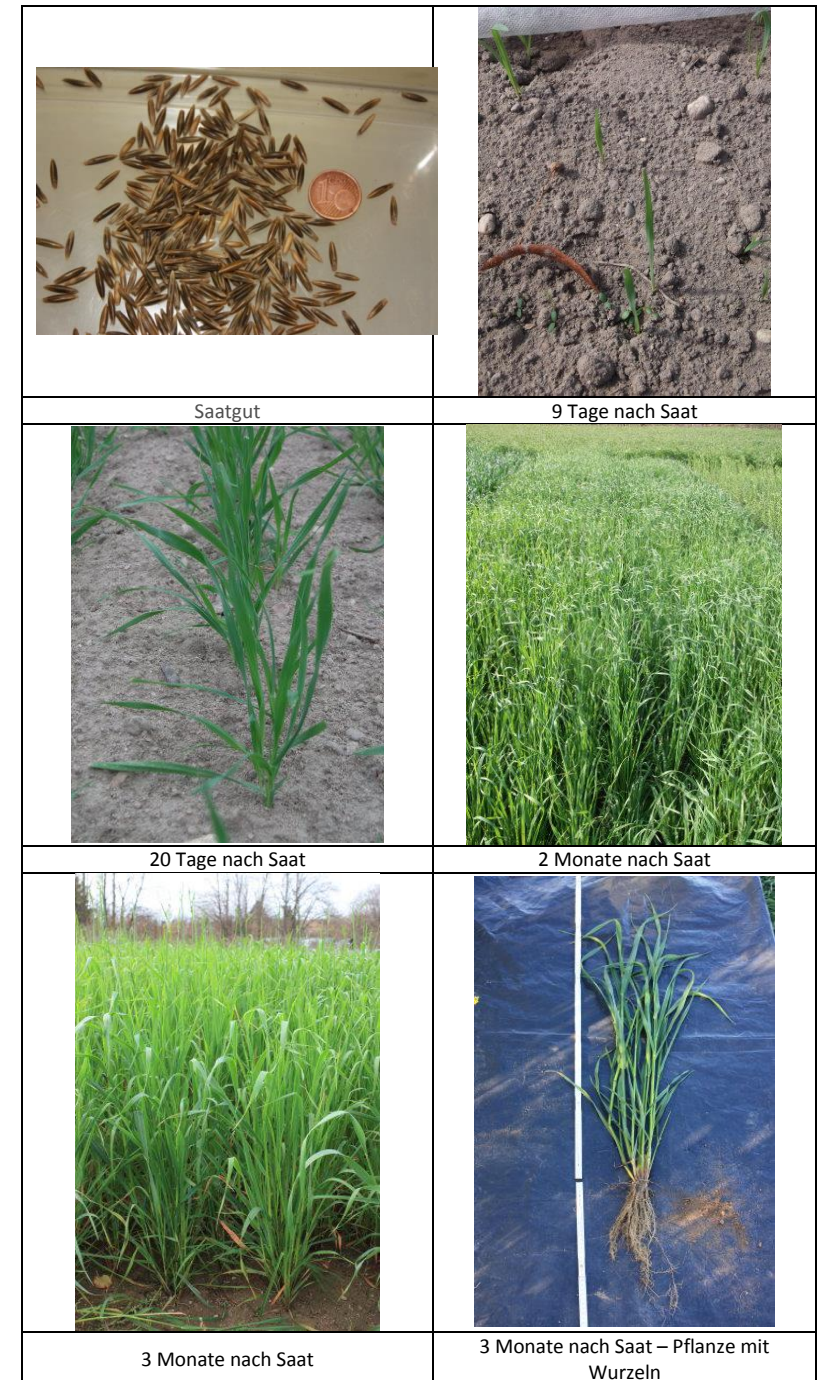 Saatgut
9 Tage nach Saat
20 Tage nach Saat
2 Monate nach Saat
3 Monate nach Saat
3 Monate nach Saat – Pflanze mit
Wurzeln